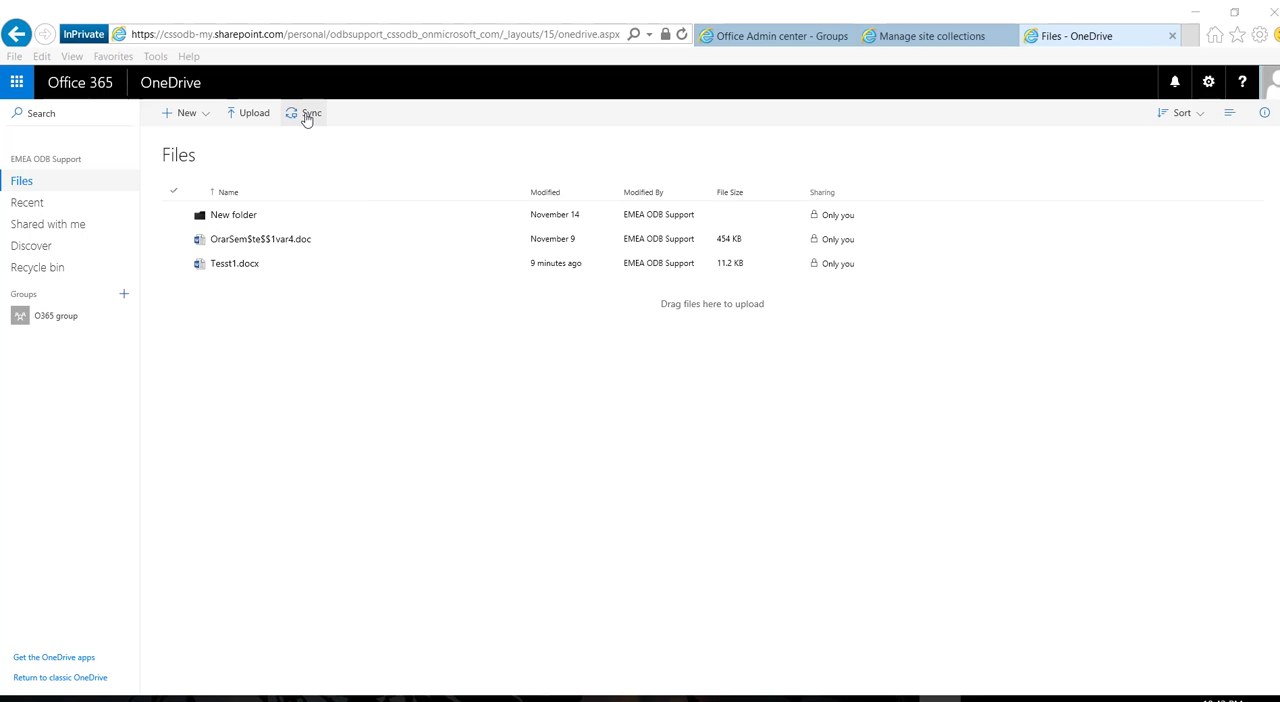 InPrivate https://cssodb-my.sharepoint.com/personal/odbsupport_cssodb_onmicrosoft_com/_layouts/15/onedrive.aspx Office Admin center - Groups Manage site collections Files - OneDrive
File Edit View Favorites Tools Help
Office 365 OneDrive ?
Search New Upload Sync Sort
Files
EMEA ODB Support
Files
Recent
Shared with me
Discover
Recycle bin
Groups
O365 group
Name Modified Modified By File Size Sharing
New folder November 14 EMEA ODB Support Only you
OrarSem$te$$1var4.doc November 9 EMEA ODB Support 454 KB Only you
Tesst1.docx 9 minutes ago EMEA ODB Support 11.2 KB Only you
Drag files here to upload
Get the OneDrive apps
Return to classic OneDrive